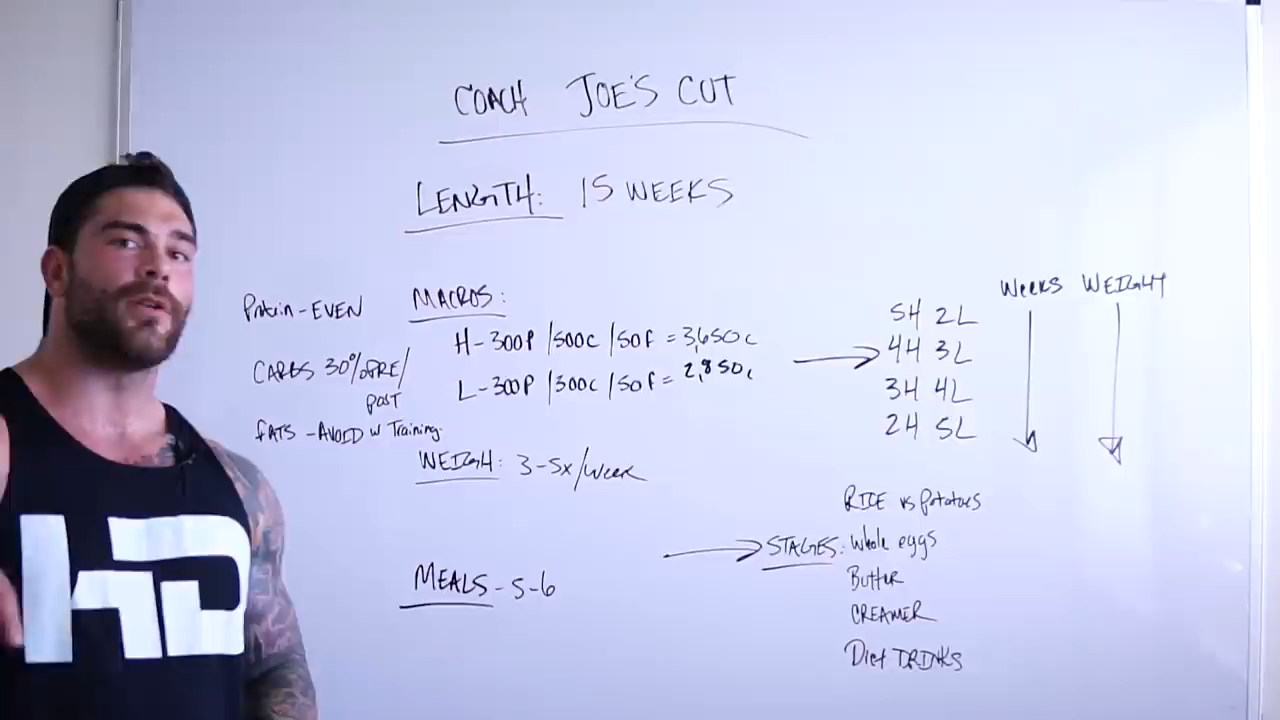 COACH JOE'S CUT
LENGTH: 15 WEEKS
Protein - EVEN
CARBS 30% PRE/
POST
FATS - AVOID W Training.
MACROS:
H - 300P / 500C / 50F = 3,650c
L - 300P / 300C / 50F = 2,850c
5H 2L
4H 3L
3H 4L
2H 5L
WEEKS WEIGHT
WEIGH: 3-5x/week
MEALS - 5-6
STAGES:
RICE vs Potatoes
Whole eggs
Butter
CREAMER
Diet DRINKS
HD